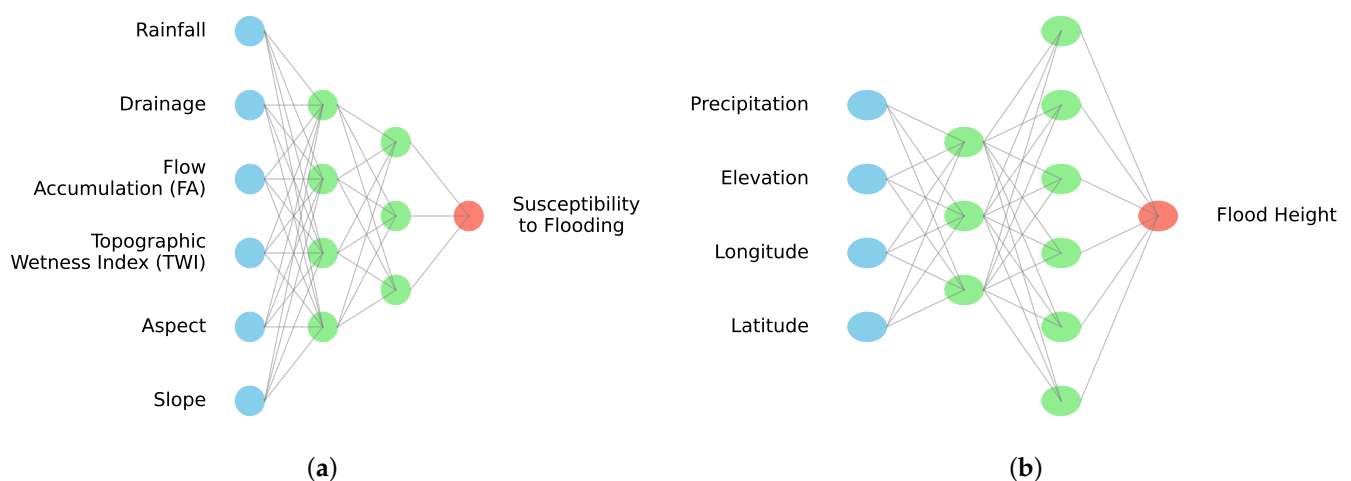 Rainfall
Drainage
Flow
Accumulation (FA)
Topographic
Wetness Index (TWI)
Aspect
Slope
Susceptibility
to Flooding
(a)
Precipitation
Elevation
Longitude
Latitude
Flood Height
(b)